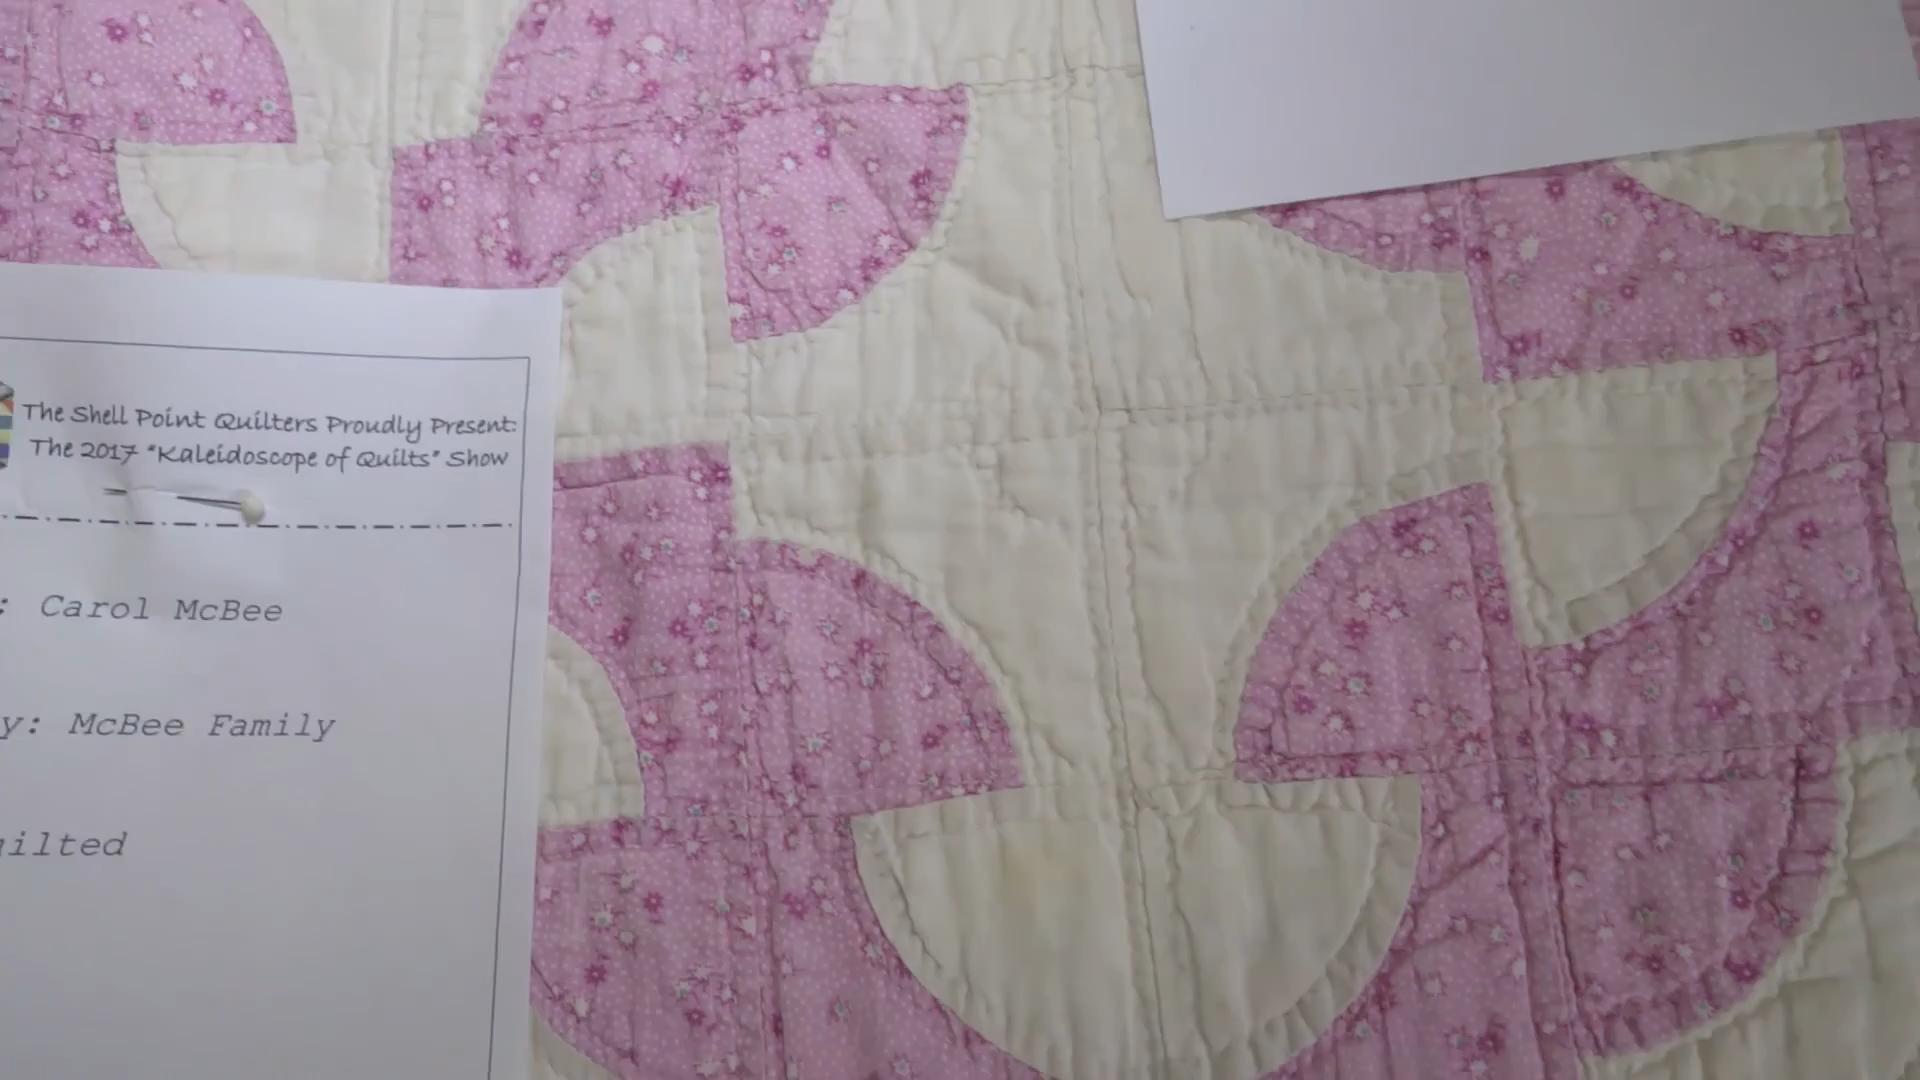 The Shell Point Quilters Proudly Present:
The 2017 "Kaleidoscope of Quilts" Show
: Carol McBee
y: McBee Family
uilted